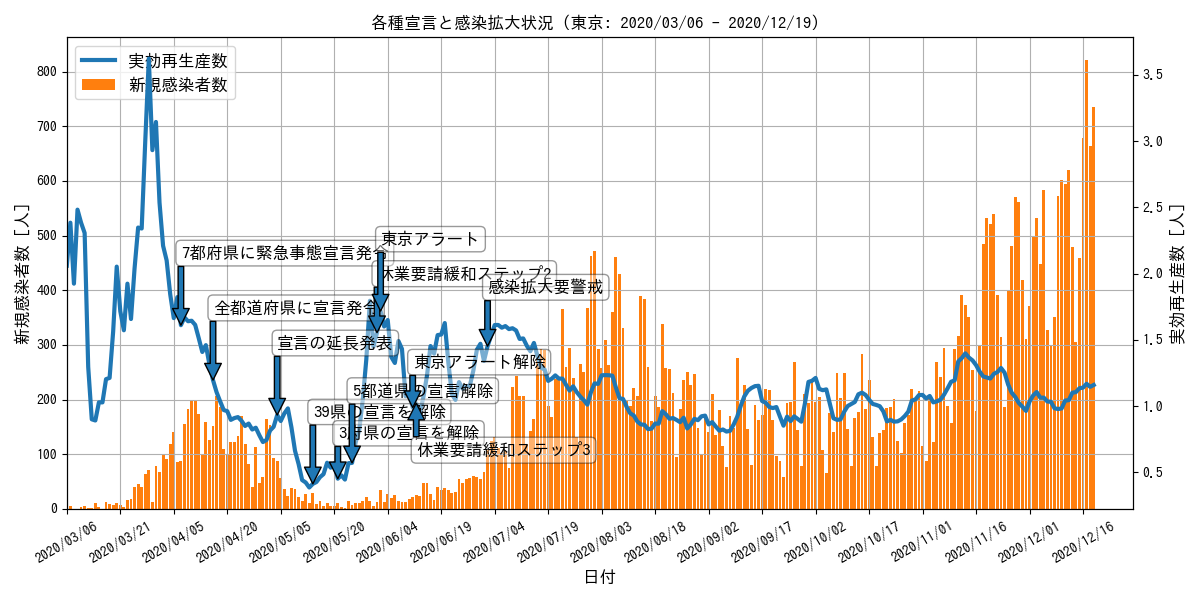 各種宣言と感染拡大状況 (東京: 2020/03/06 - 2020/12/19)
実効再生産数
新規感染者数
新規感染者数 [人]
800
700
600
500
400
300
200
100
0
7都府県に緊急事態宣言発令
全都道府県に宣言発令
宣言の延長発表
39県の宣言を解除
3府県の宣言を解除
5都道県の宣言解除
休業要請緩和ステップ2
東京アラート
東京アラート解除
休業要請緩和ステップ3
感染拡大要警戒
3.5
3.0
2.5
2.0
1.5
1.0
0.5
実効再生産数 [人]
2020/03/06
2020/03/21
2020/04/05
2020/04/20
2020/05/05
2020/05/20
2020/06/04
2020/06/19
2020/07/04
2020/07/19
2020/08/03
2020/08/18
2020/09/02
2020/09/17
2020/10/02
2020/10/17
2020/11/01
2020/11/16
2020/12/01
2020/12/16
日付